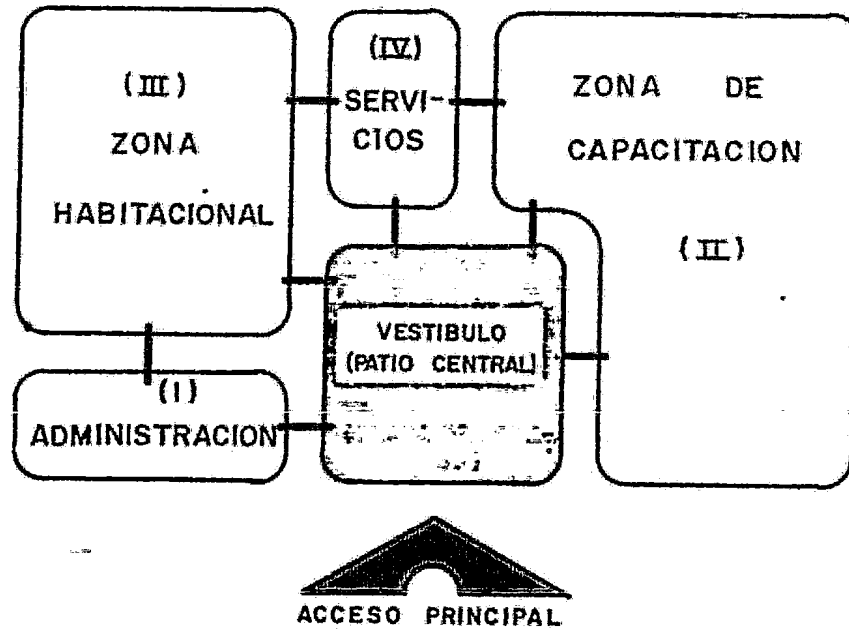 (III)
ZONA
HABITACIONAL
(IV)
SERVI-
CIOS
ZONA DE
CAPACITACION
(II)
VESTIBULO
(PATIO CENTRAL)
(I)
ADMINISTRACION
ACCESO PRINCIPAL